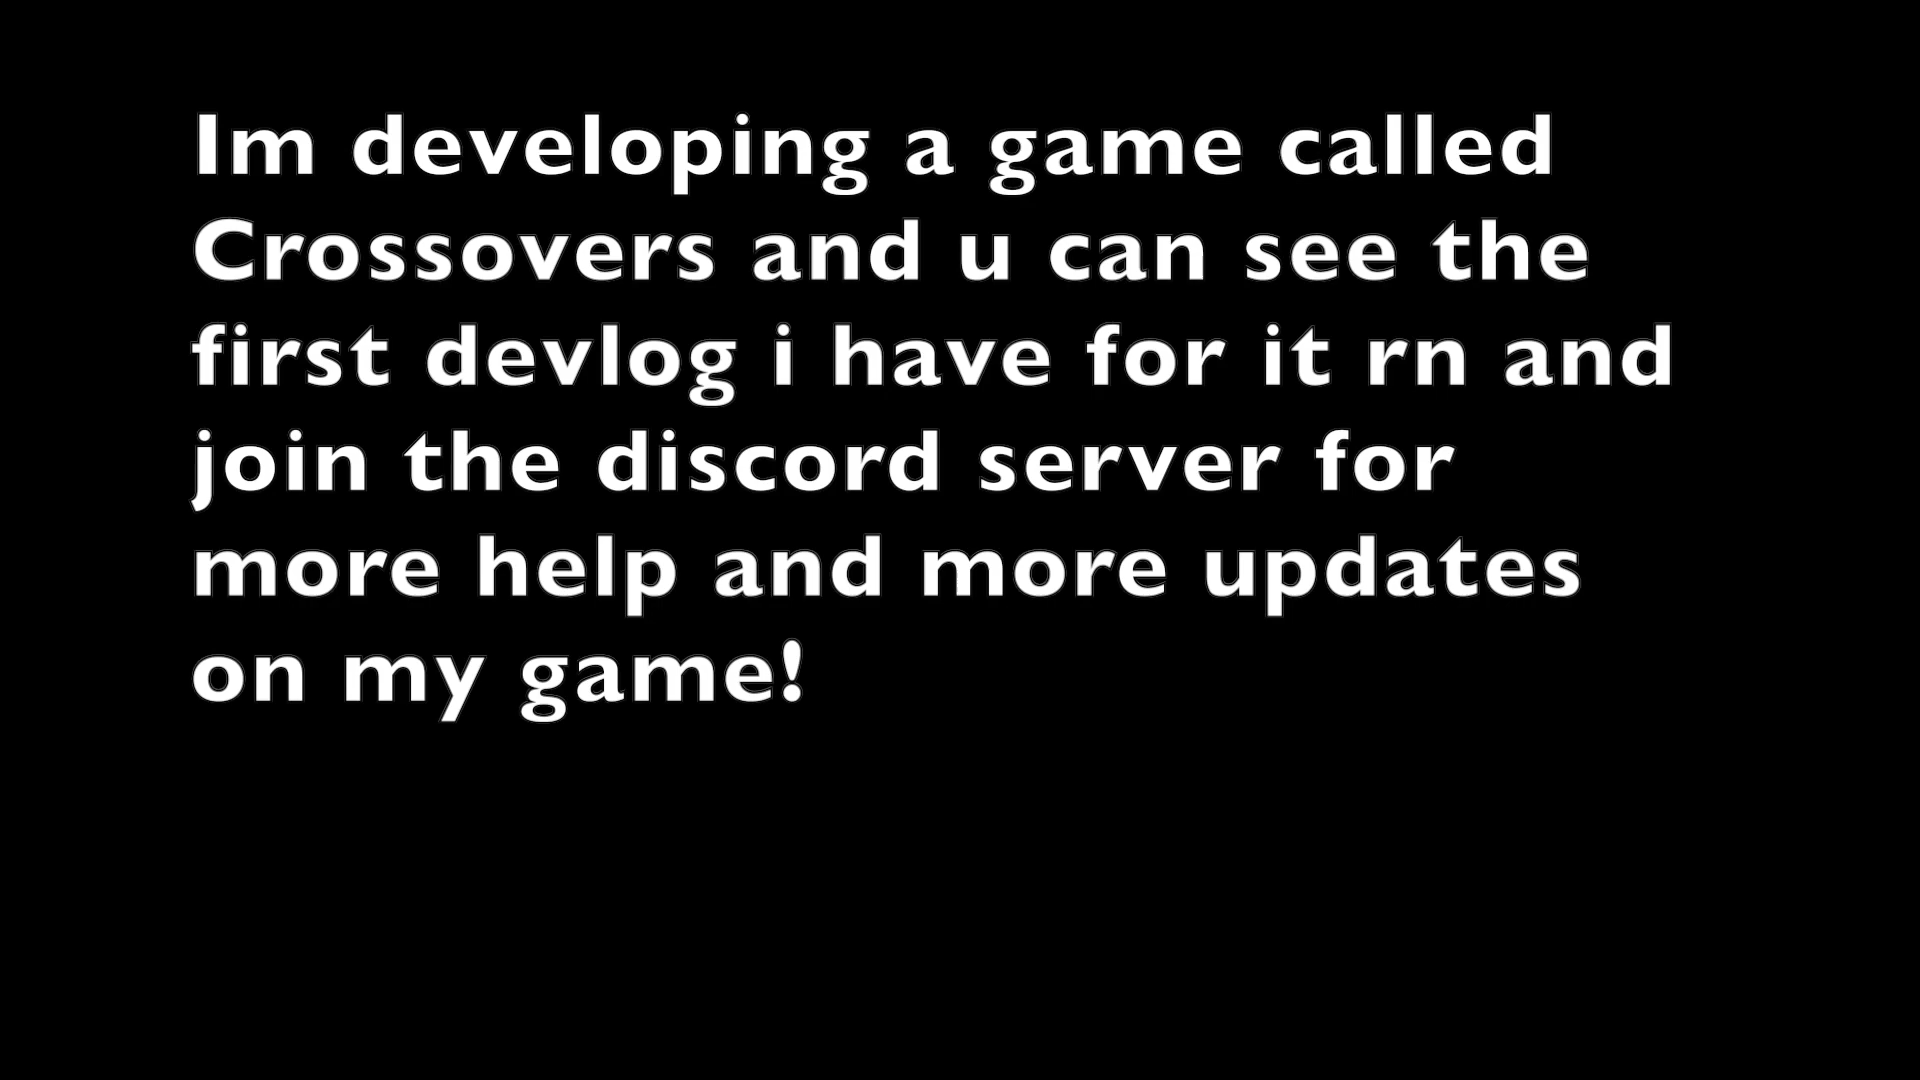 Im developing a game called
Crossovers and u can see the
first devlog i have for it rn and
join the discord server for
more help and more updates
on my game!